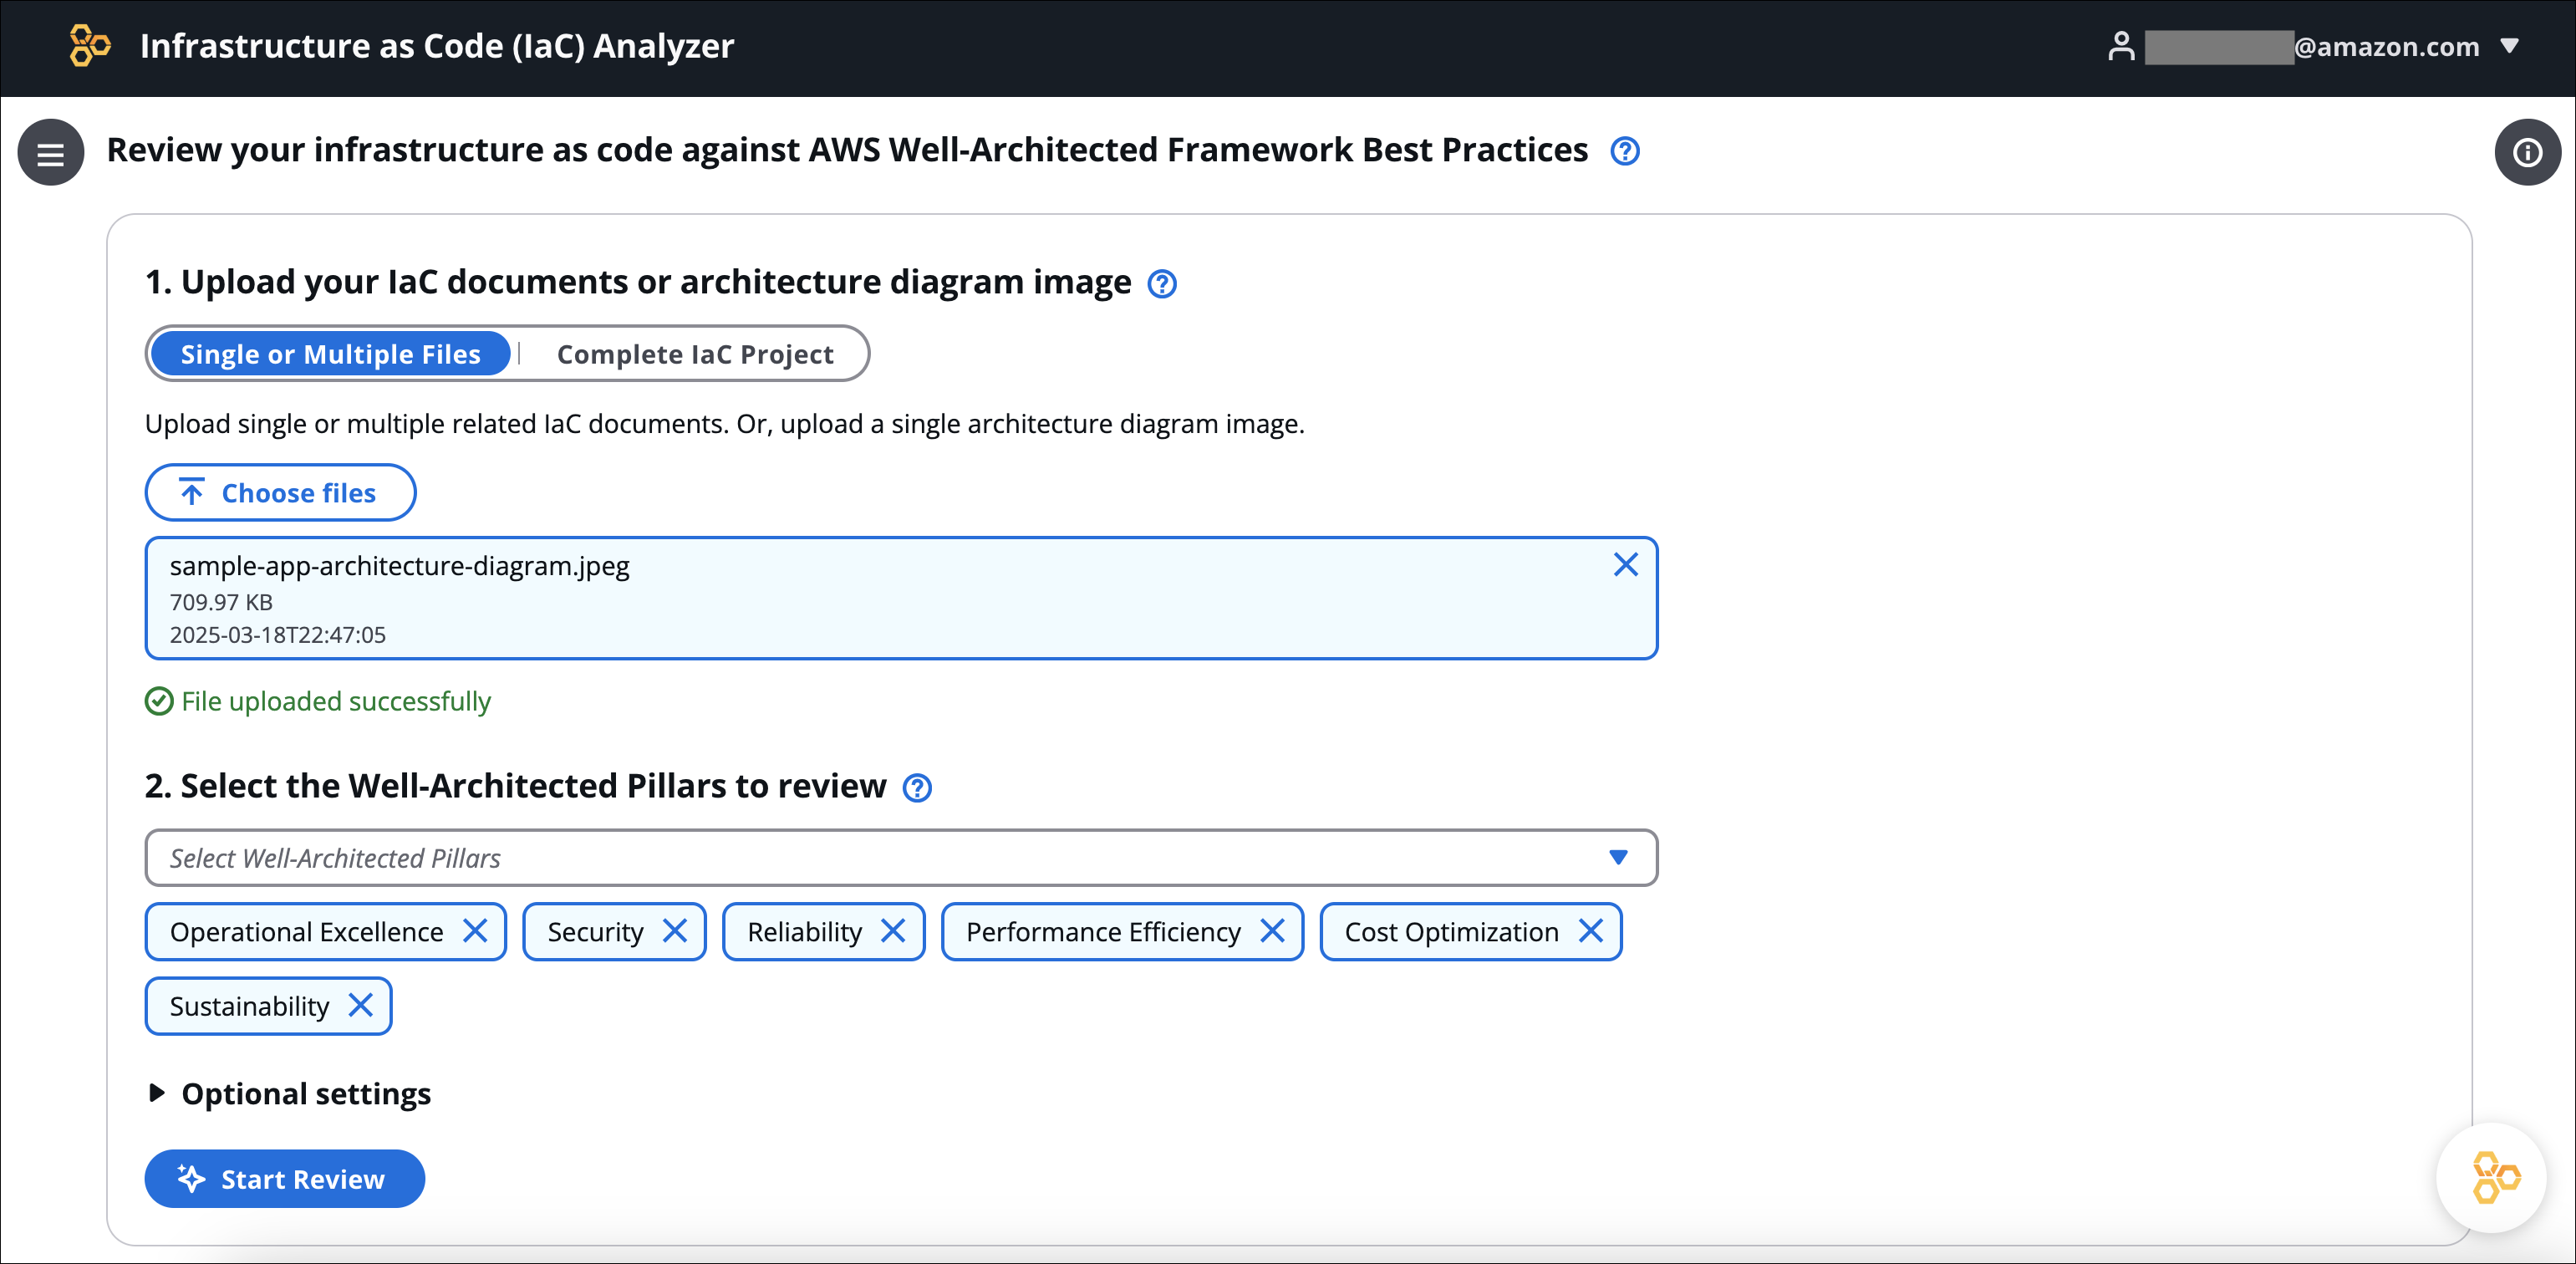 Infrastructure as Code (IaC) Analyzer
@amazon.com
Review your infrastructure as code against AWS Well-Architected Framework Best Practices
1. Upload your IaC documents or architecture diagram image
Single or Multiple Files
Complete IaC Project
Upload single or multiple related IaC documents. Or, upload a single architecture diagram image.
Choose files
sample-app-architecture-diagram.jpeg
709.97 KB
2025-03-18T22:47:05
File uploaded successfully
2. Select the Well-Architected Pillars to review
Select Well-Architected Pillars
Operational Excellence
Security
Reliability
Performance Efficiency
Cost Optimization
Sustainability
Optional settings
Start Review